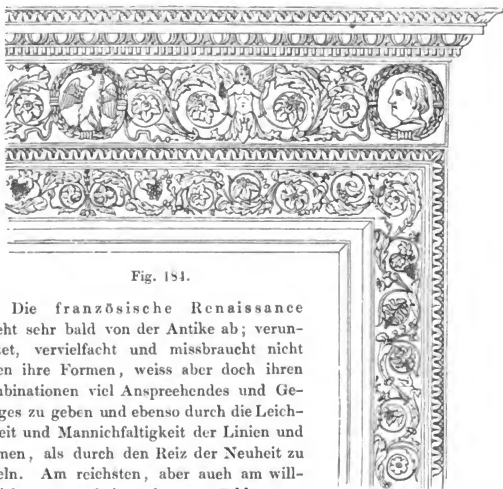 Fig. 184.
Die französische Renaissance
eht sehr bald von der Antike ab; verun-
tet, vervielfacht und missbraucht nicht
en ihre Formen, weiss aber doch ihren
mbinationen viel Ansprechendes und Ge-
ges zu geben und ebenso durch die Leich-
eit und Mannichfaltigkeit der Linien und
men, als durch den Reiz der Neuheit zu
eln. Am reichsten, aber auch am will-